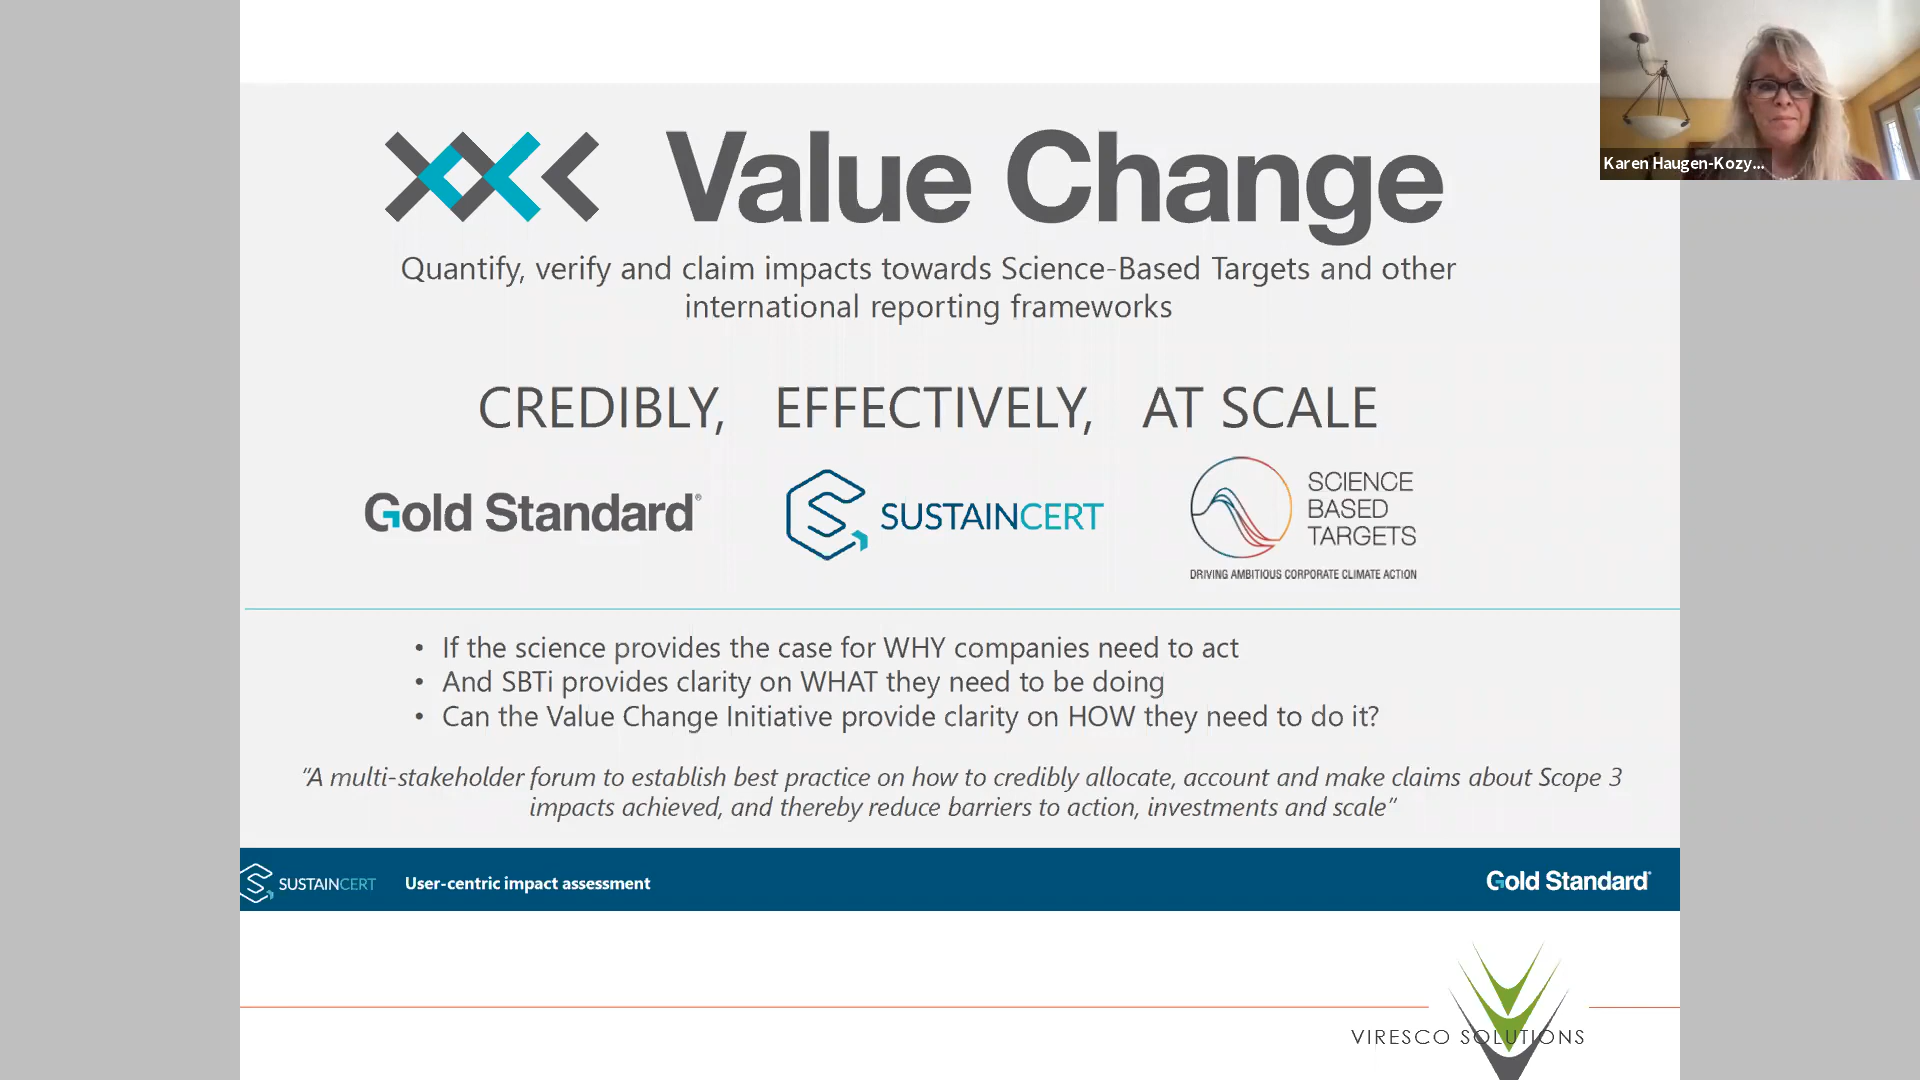 Value Change
Quantify, verify and claim impacts towards Science-Based Targets and other
international reporting frameworks
CREDIBLY, EFFECTIVELY, AT SCALE
Gold Standard®
SUSTAINCERT
SCIENCE
BASED
TARGETS
DRIVING AMBITIOUS CORPORATE CLIMATE ACTION
• If the science provides the case for WHY companies need to act
• And SBTi provides clarity on WHAT they need to be doing
• Can the Value Change Initiative provide clarity on HOW they need to do it?
“A multi-stakeholder forum to establish best practice on how to credibly allocate, account and make claims about Scope 3
impacts achieved, and thereby reduce barriers to action, investments and scale”
SUSTAINCERT
User-centric impact assessment
Gold Standard®
VIRESCO SOLUTIONS
Karen Haugen-Kozy...